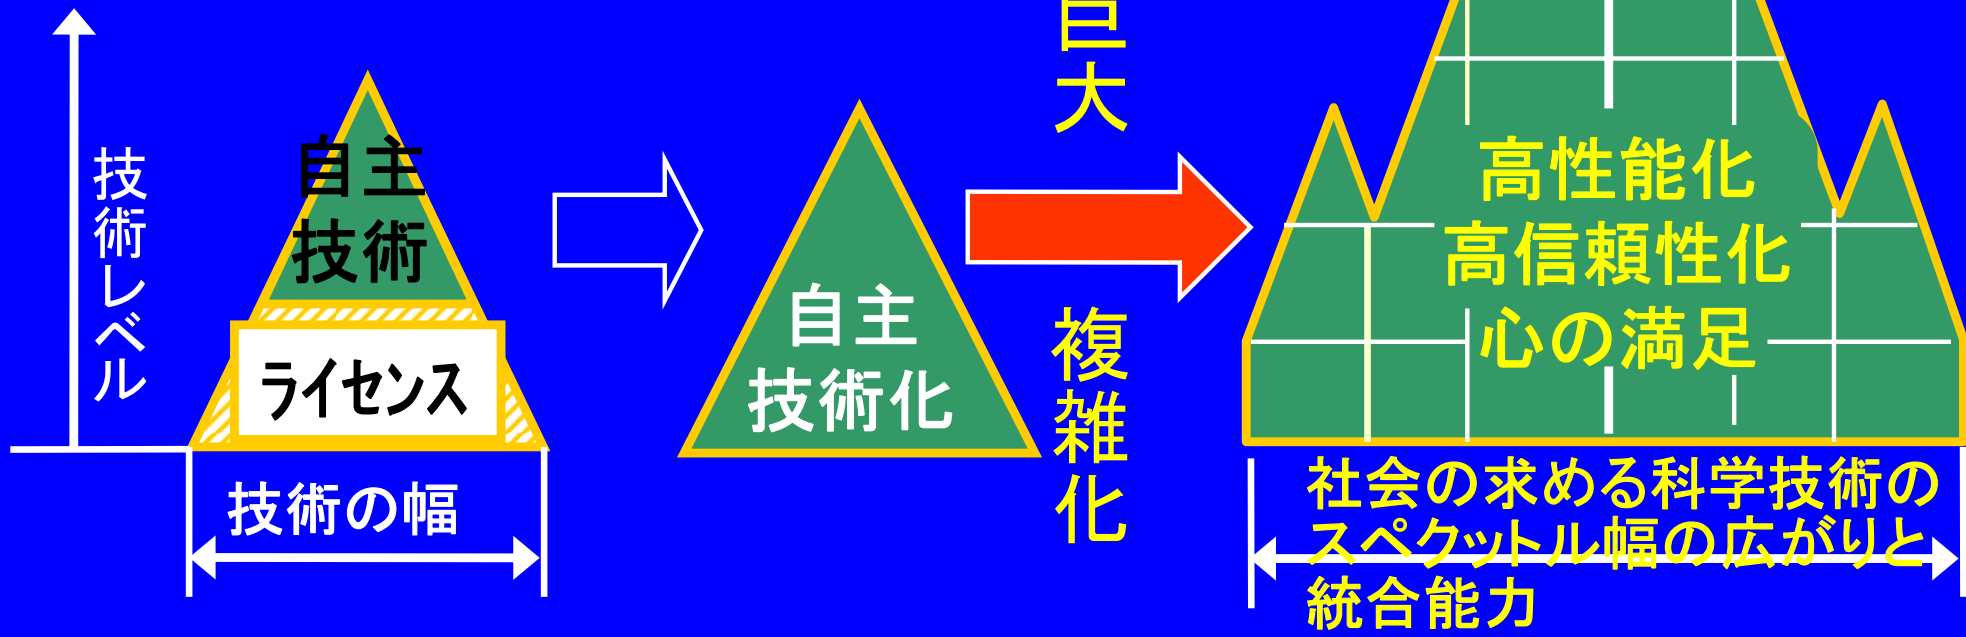 技術レベル
自主
技術
ライセンス
技術の幅
自主
技術化
巨大
複雑化
高性能化
高信頼性化
心の満足
社会の求める科学技術の
スペクトル幅の広がりと
統合能力